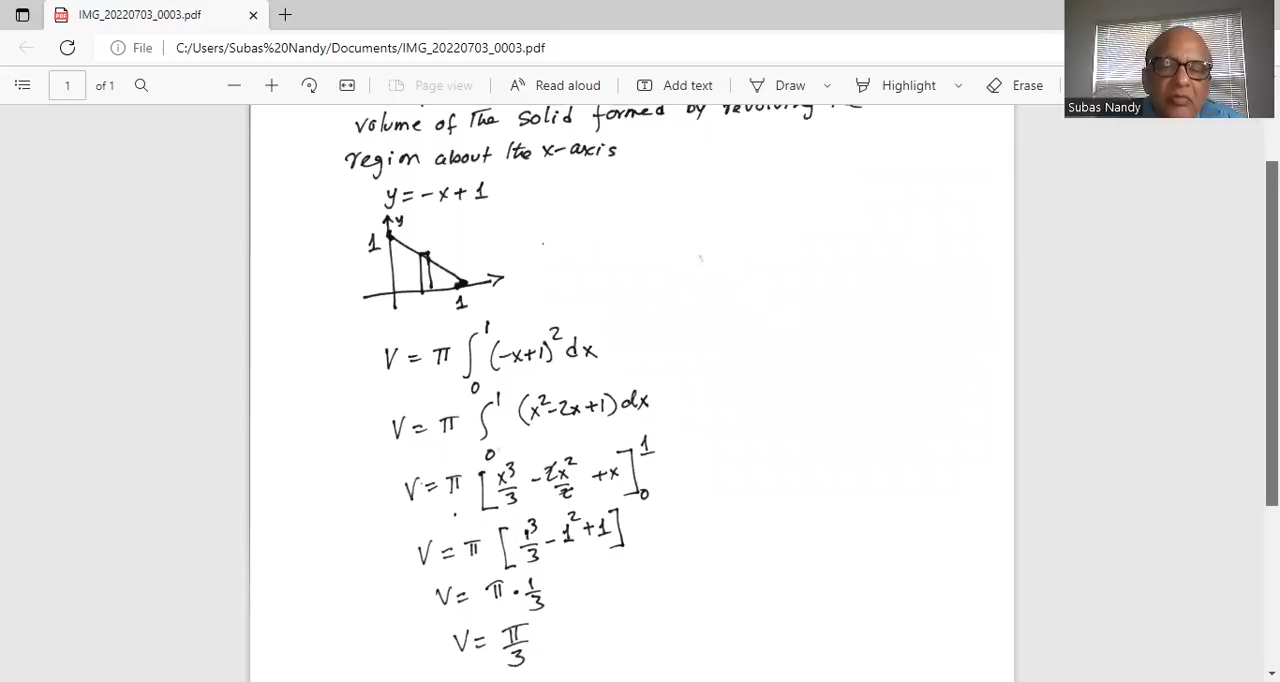 IMG_20220703_0003.pdf
File C:/Users/Subas%20Nandy/Documents/IMG_20220703_0003.pdf
1 of 1 Page view Read aloud Add text Draw Highlight Erase
Subas Nandy
volume of The Solid formed by revolving
region about the x-axis
y = -x + 1
y
1
1
V = π ∫₀¹ (-x+1)² dx
V = π ∫₀¹ (x²-2x+1) dx
V = π [x³/3 - 2x²/2 + x]₀¹
V = π [1³/3 - 1² + 1]
V = π · 1/3
V = π/3